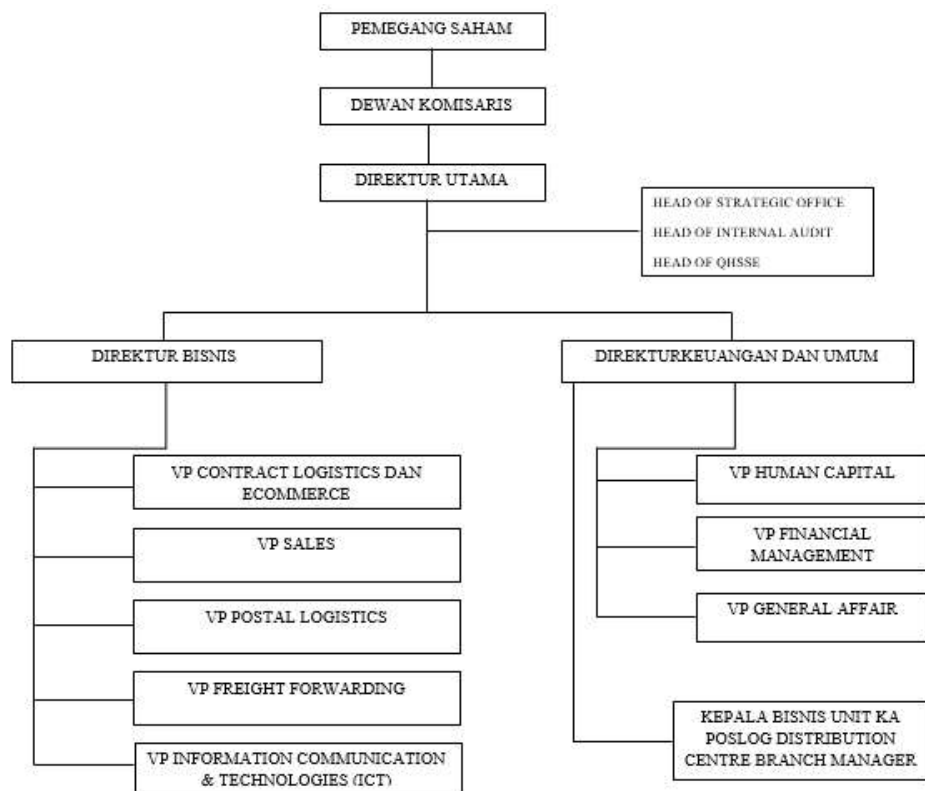 PEMEGANG SAHAM
DEWAN KOMISARIS
DIREKTUR UTAMA
HEAD OF STRATEGIC OFFICE
HEAD OF INTERNAL AUDIT
HEAD OF QHSSE
DIREKTUR BISNIS
DIREKTURKEUANGAN DAN UMUM
VP CONTRACT LOGISTICS DAN
ECOMMERCE
VP SALES
VP POSTAL LOGISTICS
VP FREIGHT FORWARDING
VP INFORMATION COMMUNICATION
& TECHNOLOGIES (ICT)
VP HUMAN CAPITAL
VP FINANCIAL
MANAGEMENT
VP GENERAL AFFAIR
KEPALA BISNIS UNIT KA
POSLOG DISTRIBUTION
CENTRE BRANCH MANAGER